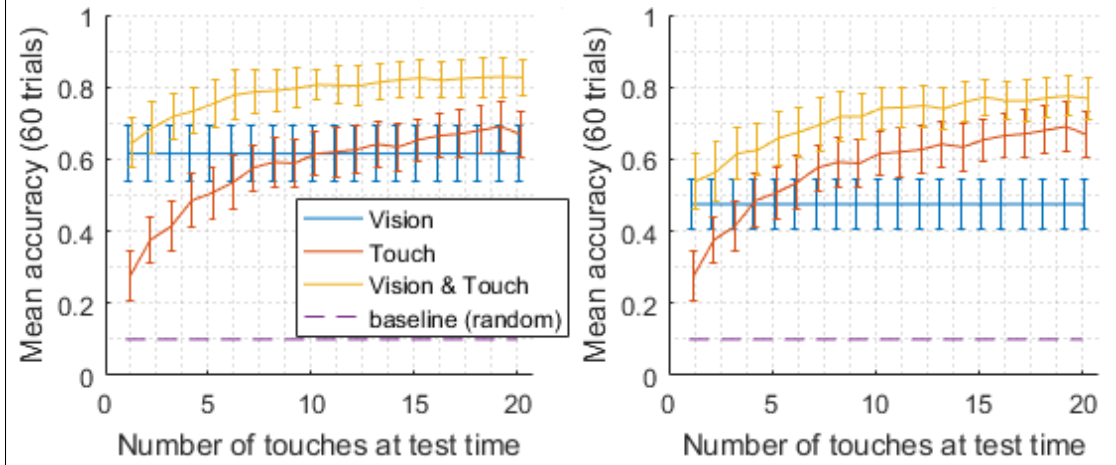 Mean accuracy (60 trials)
1
0.8
0.6
0.4
0.2
0
0
5
10
15
20
Number of touches at test time
Vision
Touch
Vision & Touch
baseline (random)
Mean accuracy (60 trials)
1
0.8
0.6
0.4
0.2
0
0
5
10
15
20
Number of touches at test time